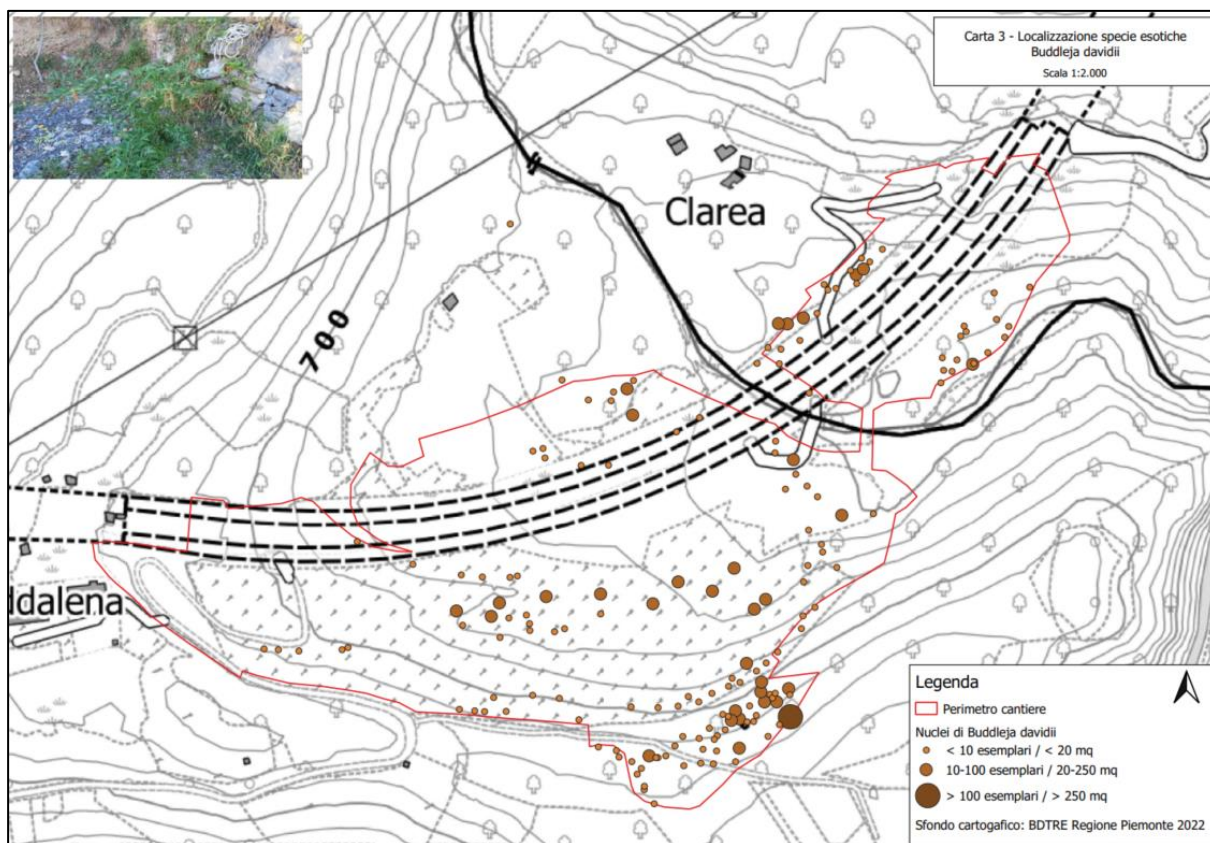 Carta 3 - Localizzazione specie esotiche
Buddleja davidii
Scala 1:2.000
Clarea
700
ddalena
Legenda
Perimetro cantiere
Nuclei di Buddleja davidii
< 10 esemplari / < 20 mq
10-100 esemplari / 20-250 mq
> 100 esemplari / > 250 mq
Sfondo cartogafico: BDTRE Regione Piemonte 2022